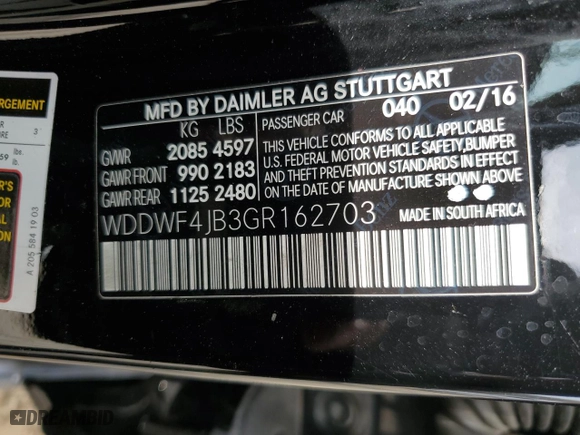 MFD BY DAIMLER AG STUTTGART
KG LBS
PASSENGER CAR 040 02/16
GVWR 2085 4597
GAWR FRONT 990 2183
GAWR REAR 1125 2480
THIS VEHICLE CONFORMS TO ALL APPLICABLE
U.S. FEDERAL MOTOR VEHICLE SAFETY, BUMPER
AND THEFT PREVENTION STANDARDS IN EFFECT
ON THE DATE OF MANUFACTURE SHOWN ABOVE.
WDDWF4JB3GR162703
MADE IN SOUTH AFRICA
A 205 584 19 03
DREAMBID